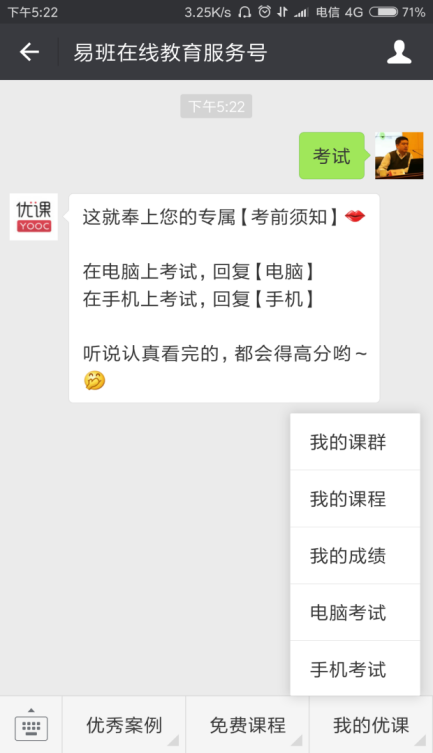 下午5:22 3.25K/s 电信 4G 71%
易班在线教育服务号
下午5:22
考试
优课
YOOC
这就奉上您的专属【考前须知】
在电脑上考试,回复【电脑】
在手机上考试,回复【手机】
听说认真看完的,都会得高分哟~
我的课群
我的课程
我的成绩
电脑考试
手机考试
优秀案例 免费课程 我的优课